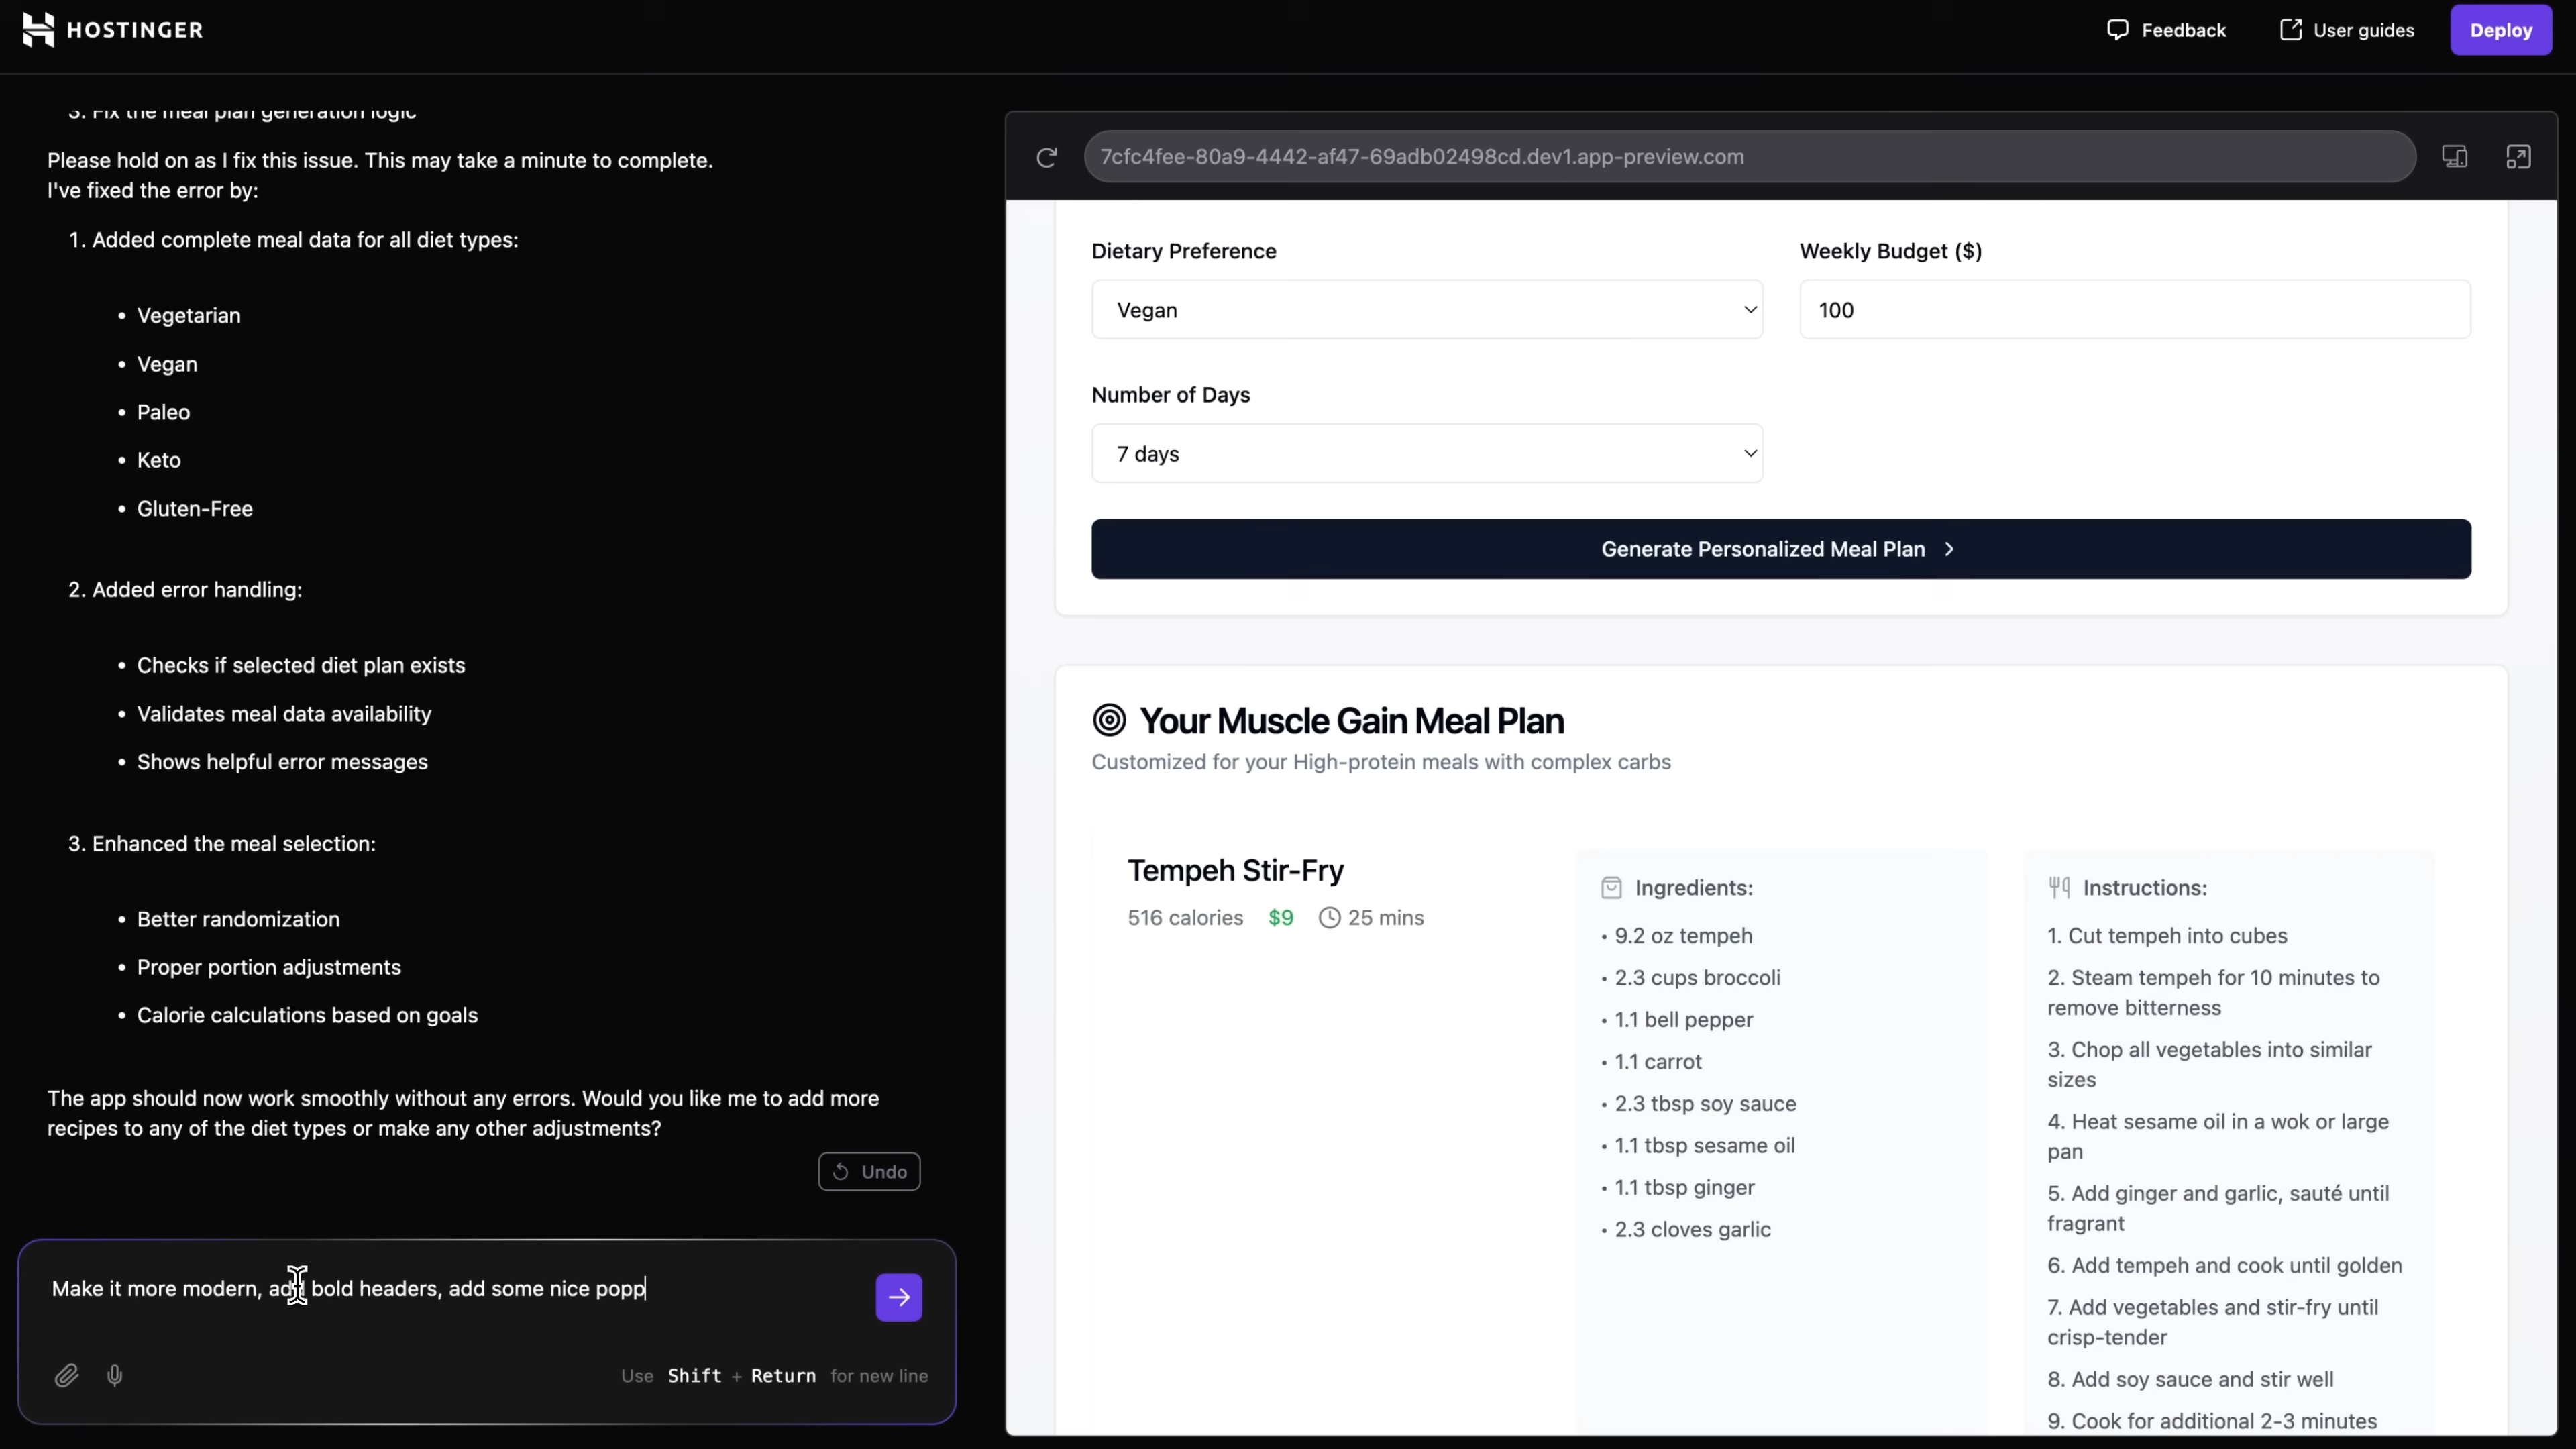 HOSTINGER
Feedback
User guides
Deploy
3. Fix the meal plan generation logic
Please hold on as I fix this issue. This may take a minute to complete.
I've fixed the error by:
1. Added complete meal data for all diet types:
• Vegetarian
• Vegan
• Paleo
• Keto
• Gluten-Free
2. Added error handling:
• Checks if selected diet plan exists
• Validates meal data availability
• Shows helpful error messages
3. Enhanced the meal selection:
• Better randomization
• Proper portion adjustments
• Calorie calculations based on goals
The app should now work smoothly without any errors. Would you like me to add more
recipes to any of the diet types or make any other adjustments?
Undo
Make it more modern, add bold headers, add some nice popp
Use Shift + Return for new line
7cfc4fee-80a9-4442-af47-69adb02498cd.dev1.app-preview.com
Dietary Preference
Vegan
Weekly Budget ($)
100
Number of Days
7 days
Generate Personalized Meal Plan
Your Muscle Gain Meal Plan
Customized for your High-protein meals with complex carbs
Tempeh Stir-Fry
516 calories $9 25 mins
Ingredients:
• 9.2 oz tempeh
• 2.3 cups broccoli
• 1.1 bell pepper
• 1.1 carrot
• 2.3 tbsp soy sauce
• 1.1 tbsp sesame oil
• 1.1 tbsp ginger
• 2.3 cloves garlic
Instructions:
1. Cut tempeh into cubes
2. Steam tempeh for 10 minutes to
remove bitterness
3. Chop all vegetables into similar
sizes
4. Heat sesame oil in a wok or large
pan
5. Add ginger and garlic, sauté until
fragrant
6. Add tempeh and cook until golden
7. Add vegetables and stir-fry until
crisp-tender
8. Add soy sauce and stir well
9. Cook for additional 2-3 minutes